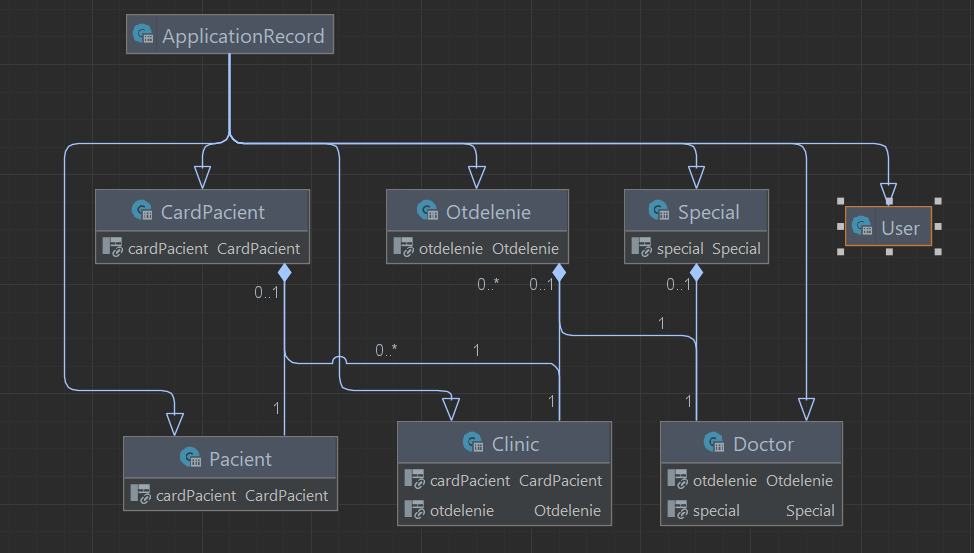 ApplicationRecord
CardPacient
cardPacient CardPacient
Otdelenie
otdelenie Otdelenie
Special
special Special
User
0..1
0..*
0..1
0..1
1
0..*
1
1
1
1
Pacient
cardPacient CardPacient
Clinic
cardPacient CardPacient
otdelenie Otdelenie
Doctor
otdelenie Otdelenie
special Special